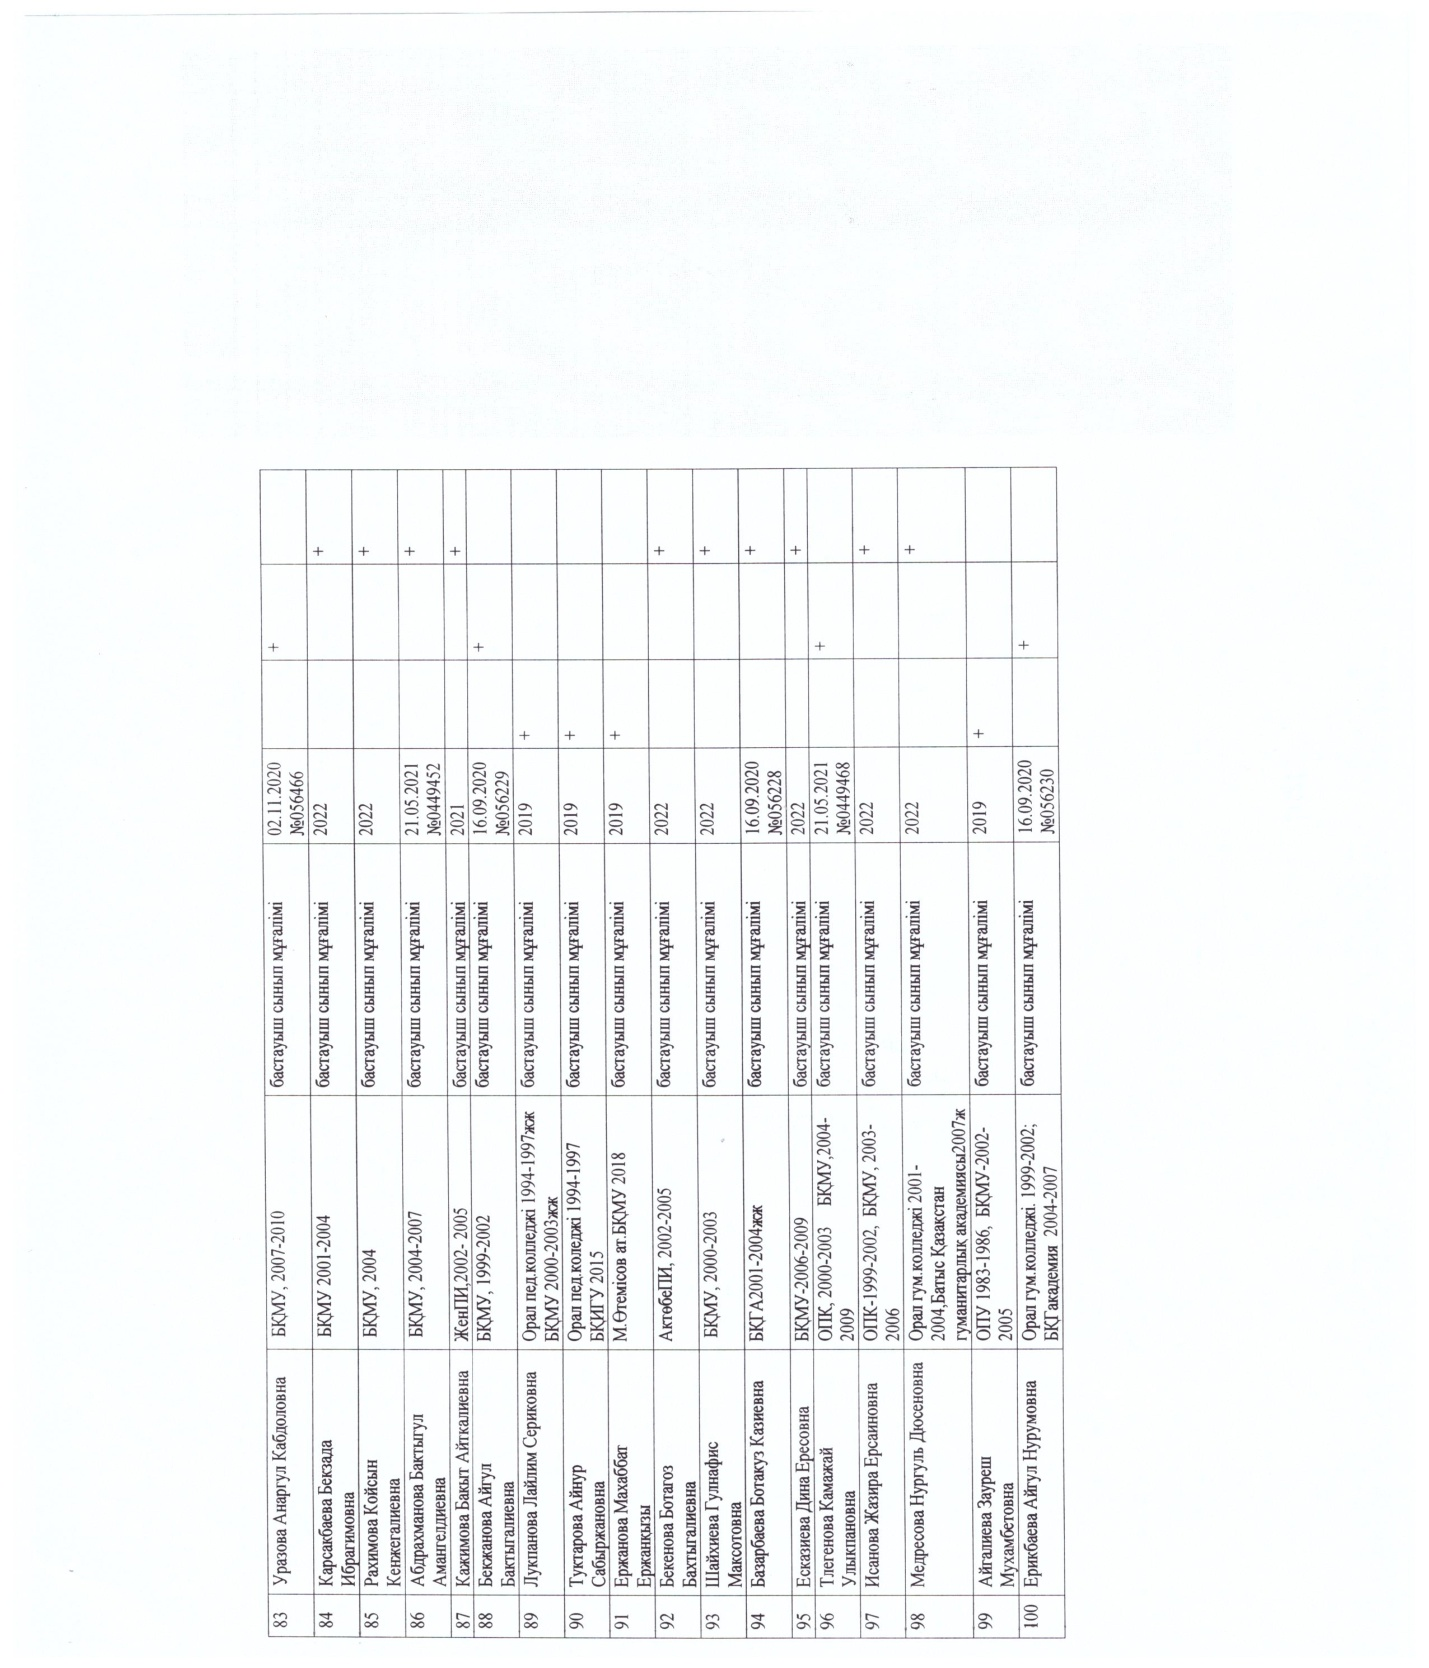 83 Уразова Анаргул Кабдоловна БҚМУ, 2007-2010 бастауыш сынып мұғалімі 02.11.2020 +
№056466
84 Карсакбаева Бекзада БҚМУ 2001-2004 бастауыш сынып мұғалімі 2022 +
Ибрагимовна
85 Рахимова Койсын БҚМУ, 2004 бастауыш сынып мұғалімі 2022 +
Кенжегалиевна
86 Абдрахманова Бактыгул БҚМУ, 2004-2007 бастауыш сынып мұғалімі 21.05.2021 +
Амангелдиевна №0449452
87 Кажимова Бакыт Айткалиевна ЖенПИ,2002- 2005 бастауыш сынып мұғалімі 2021 +
88 Бекжанова Айгул БҚМУ, 1999-2002 бастауыш сынып мұғалімі 16.09.2020 +
Бактыгалиевна №056229
89 Лукпанова Лайлим Сериковна Орал пед.колледжі 1994-1997жж бастауыш сынып мұғалімі 2019 +
БҚМУ 2000-2003жж
90 Туктарова Айнур Орал пед.коледжі 1994-1997 бастауыш сынып мұғалімі 2019 +
Сабыржановна БҚИГУ 2015
91 Ержанова Махаббат М.Өтемісов ат.БҚМУ 2018 бастауыш сынып мұғалімі 2019 +
Ержанқызы
92 Бекенова Ботагоз АктөбеПИ, 2002-2005 бастауыш сынып мұғалімі 2022 +
Бахтыгалиевна
93 Шайхиева Гулнафис БҚМУ, 2000-2003 бастауыш сынып мұғалімі 2022 +
Максотовна
94 Базарбаева Ботакуз Казиевна БҚГА2001-2004жж бастауыш сынып мұғалімі 16.09.2020 +
№056228
95 Есказиева Дина Ересовна БҚМУ-2006-2009 бастауыш сынып мұғалімі 2022 +
96 Тлегенова Камажай ОПК, 2000-2003 БҚМУ,2004- бастауыш сынып мұғалімі 21.05.2021 +
Улыкпановна 2009 №0449468
97 Исанова Жазира Ерсаиновна ОПК-1999-2002, БҚМУ, 2003- бастауыш сынып мұғалімі 2022 +
2006
98 Медресова Нургуль Дюсеновна Орал гум.колледжі 2001- бастауыш сынып мұғалімі 2022 +
2004,Батыс Қазақстан
гуманитарлық академиясы2007ж
99 Айгалиева Зауреш ОПУ 1983-1986, БҚМУ-2002- бастауыш сынып мұғалімі 2019 +
Мухамбетовна 2005
100 Ерикбаева Айгул Нурумовна Орал гум.колледжі. 1999-2002; бастауыш сынып мұғалімі 16.09.2020 +
БҚГакадемия 2004-2007 №056230